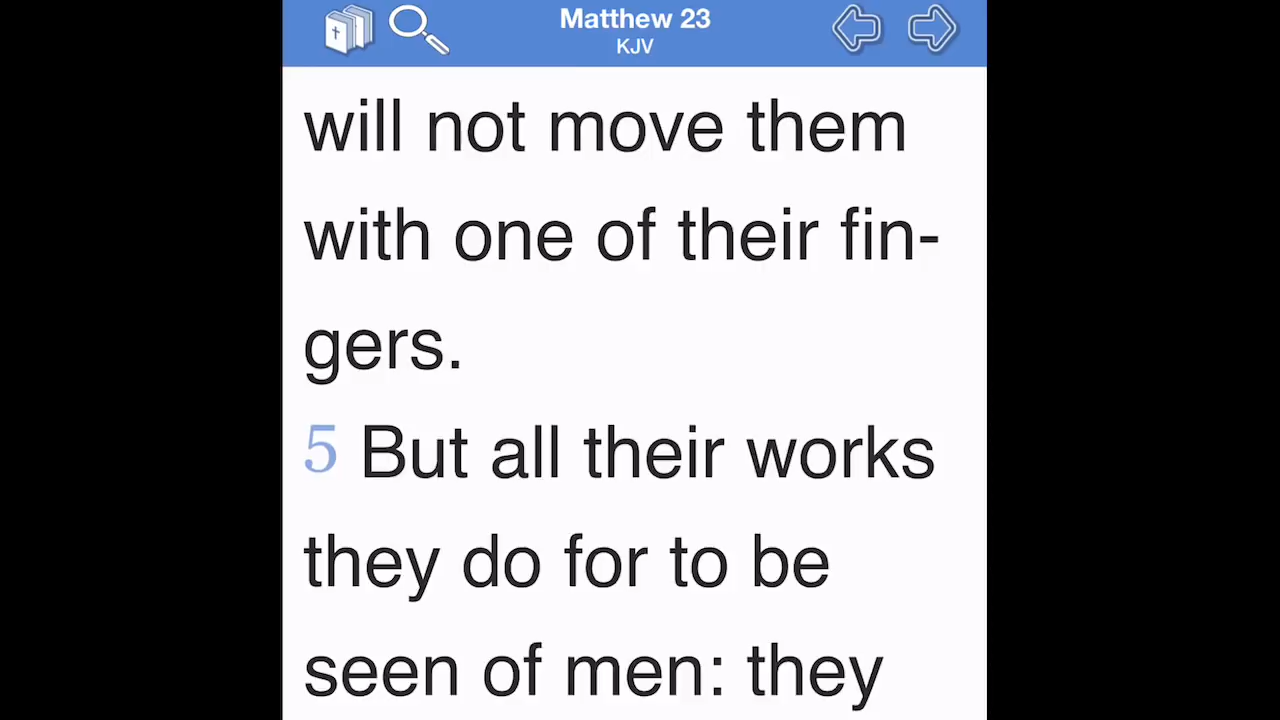 Matthew 23
KJV
will not move them
with one of their fin-
gers.
5 But all their works
they do for to be
seen of men: they